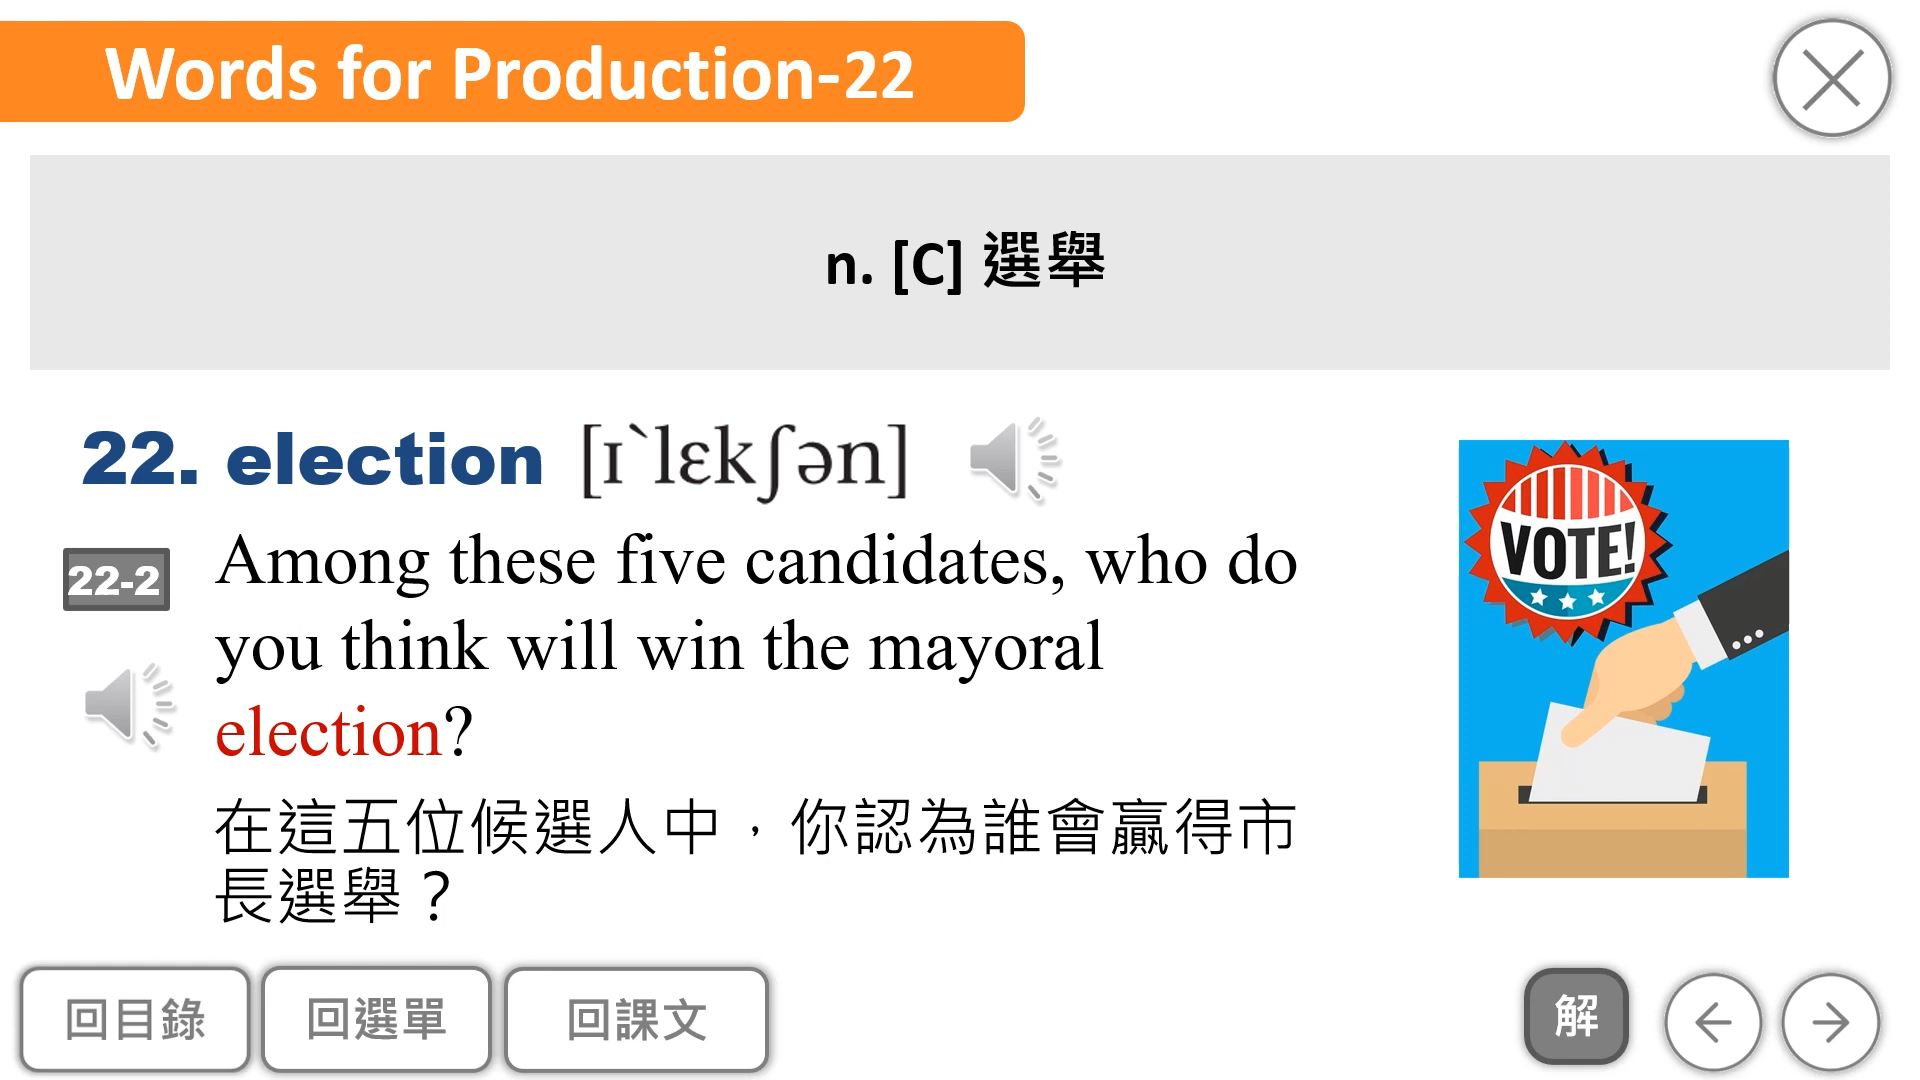 Words for Production-22
n. [C] 選舉
22. election [ɪˋlɛkʃən]
22-2
Among these five candidates, who do
you think will win the mayoral
election?
在這五位候選人中，你認為誰會贏得市
長選舉？
VOTE!
回目錄
回選單
回課文
解